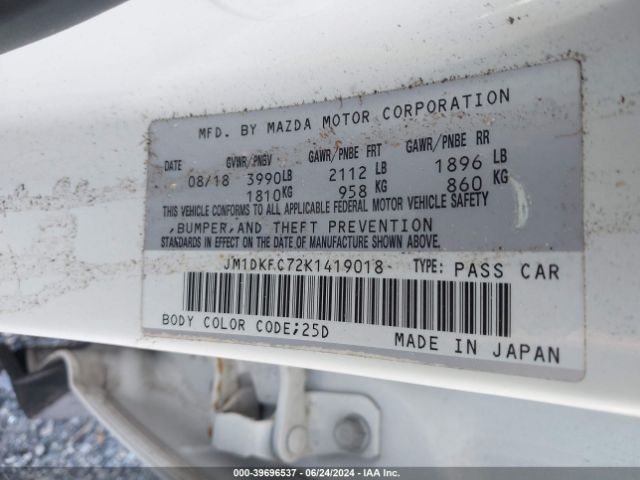 MFD. BY MAZDA MOTOR CORPORATION
DATE GVWR/PNBV GAWR/PNBE FRT GAWR/PNBE RR
08/18 3990LB 2112 LB 1896 LB
1810KG 958 KG 860 KG
THIS VEHICLE CONFORMS TO ALL APPLICABLE FEDERAL MOTOR VEHICLE SAFETY
,BUMPER,AND THEFT PREVENTION
STANDARDS IN EFFECT ON THE DATE OF MANUFACTURE SHOWN ABOVE.
JM1DKFC72K1419018 TYPE: PASS CAR
BODY COLOR CODE;25D MADE IN JAPAN
000-39696537 - 06/24/2024 - IAA Inc.